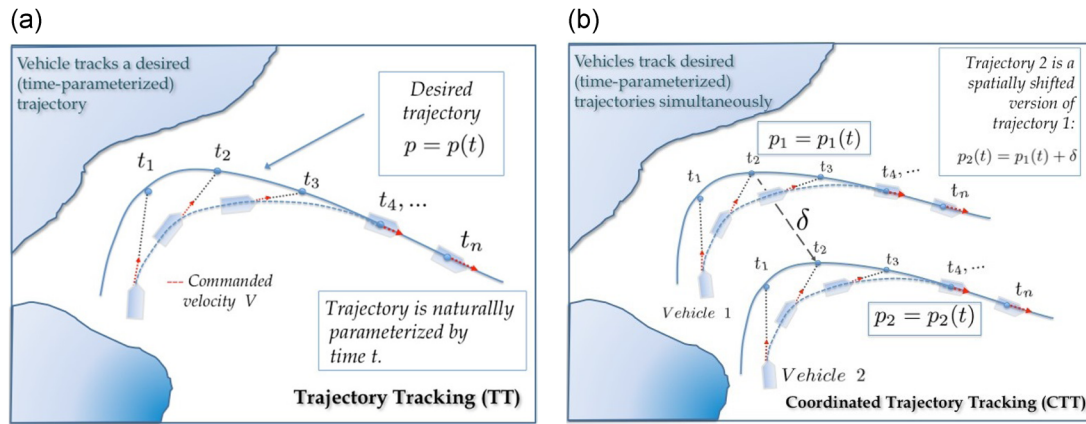 (a)
Vehicle tracks a desired
(time-parameterized)
trajectory
Desired
trajectory
p = p(t)
t₁
t₂
t₃
t₄, ...
tₙ
--- Commanded
velocity V
Trajectory is naturallly
parameterized by
time t.
Trajectory Tracking (TT)
(b)
Vehicles track desired
(time-parameterized)
trajectories simultaneously
Trajectory 2 is a
spatially shifted
version of
trajectory 1:
p₂(t) = p₁(t) + δ
p₁ = p₁(t)
t₁
t₂
t₃
t₄, ...
tₙ
δ
Vehicle 1
t₁
t₂
t₃
t₄, ...
tₙ
p₂ = p₂(t)
Vehicle 2
Coordinated Trajectory Tracking (CTT)